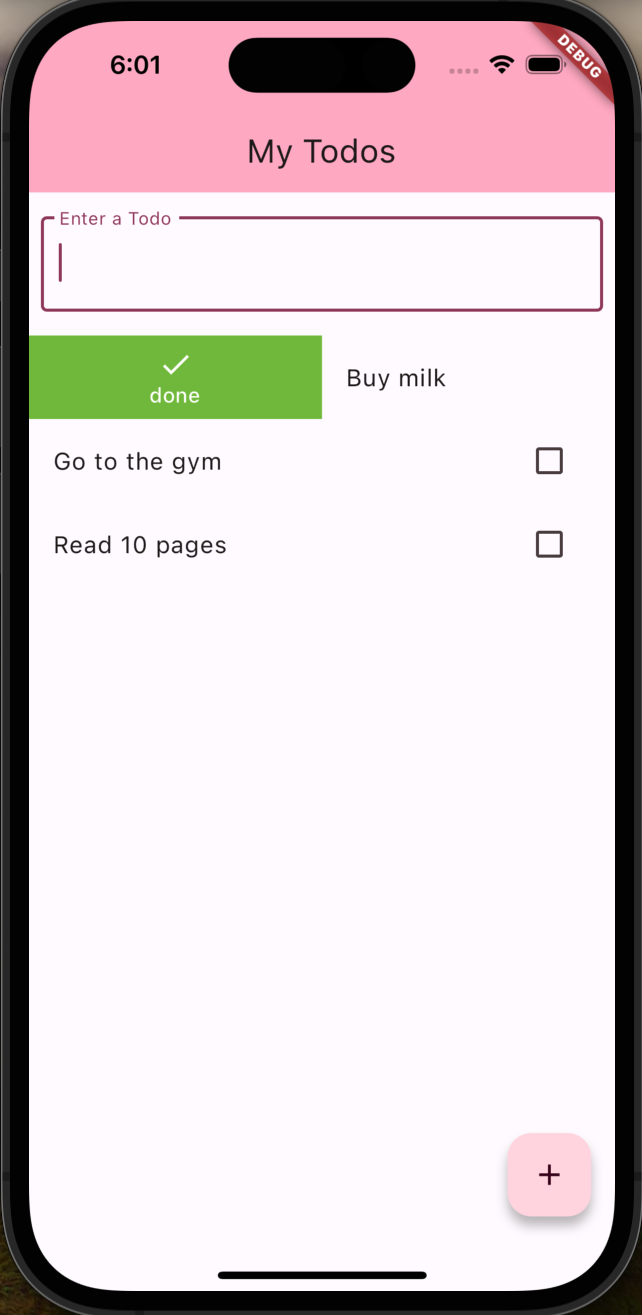 6:01
DEBUG
My Todos
Enter a Todo
done
Buy milk
Go to the gym
Read 10 pages